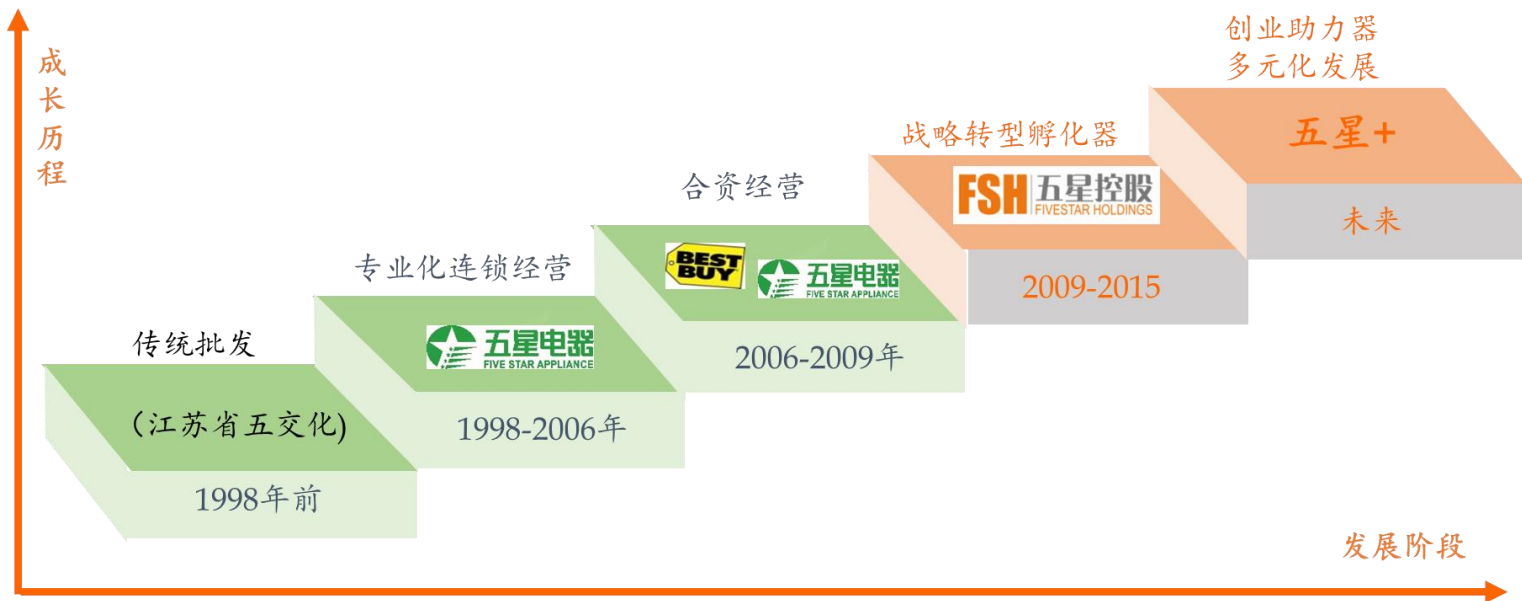 成
长
历
程
传统批发
(江苏省五交化)
1998年前
专业化连锁经营
五星电器
FIVE STAR APPLIANCE
1998-2006年
合资经营
BEST
BUY
五星电器
FIVE STAR APPLIANCE
2006-2009年
战略转型孵化器
FSH 五星控股
FIVESTAR HOLDINGS
2009-2015
创业助力器
多元化发展
五星+
未来
发展阶段